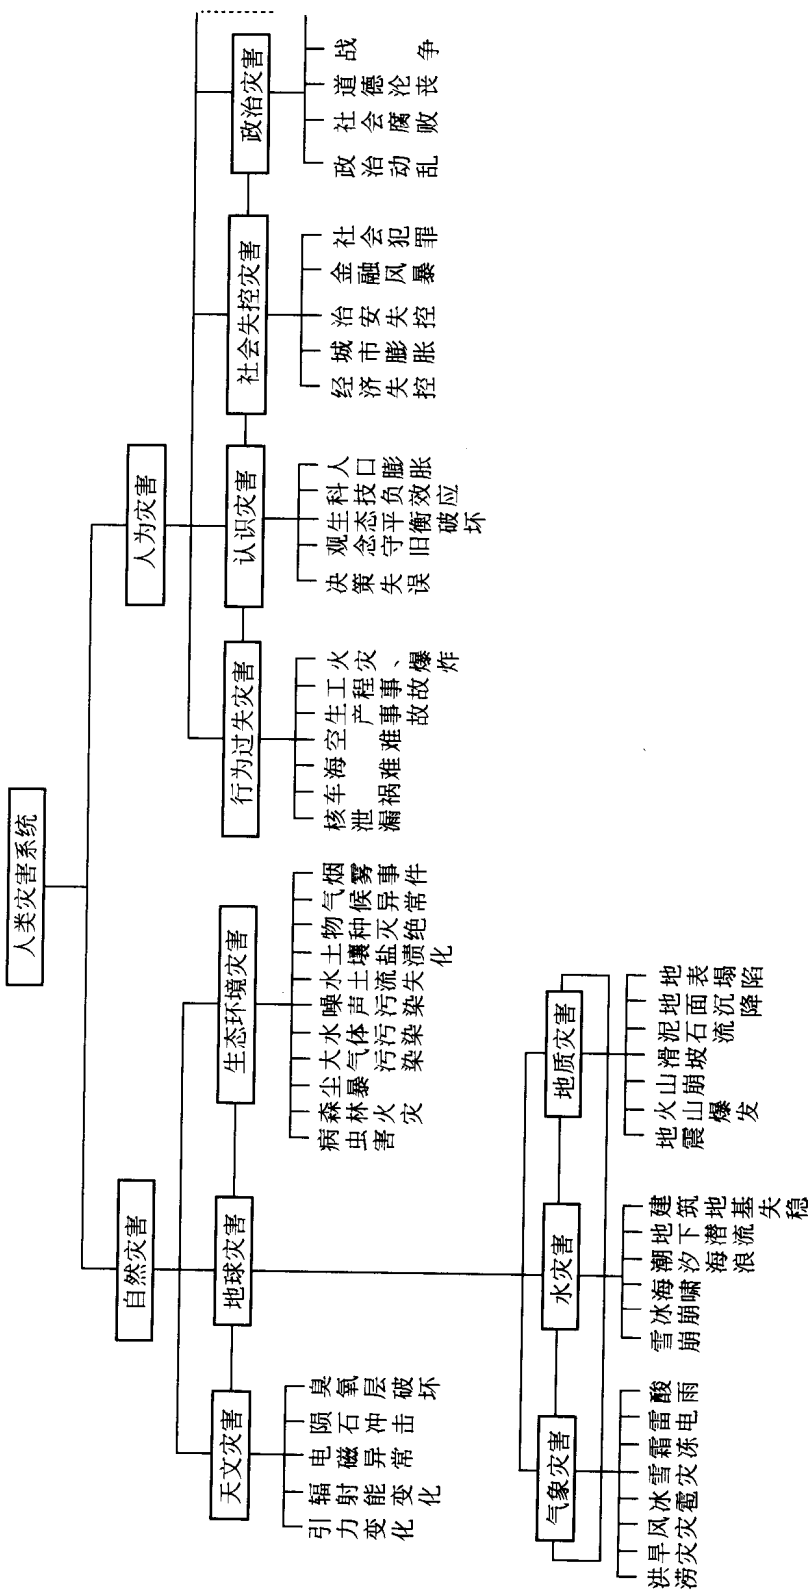 人类灾害系统
自然灾害
人为灾害
天文灾害
地球灾害
生态环境灾害
行为过失灾害
认识灾害
社会失控灾害
政治灾害
引力变化
辐射能变化
电磁异常
陨石冲击
臭氧层破坏
病虫害
森林火灾
尘暴
大气污染
水体污染
噪声污染
水土流失
土壤盐渍化
物种灭绝
气候异常
烟雾事件
核泄漏
车祸
海难
空难
生产事故
工程事故
火灾、爆炸
决策失误
观念守旧
生态平衡破坏
科技负效应
人口膨胀
经济失控
城市膨胀
治安失控
金融风暴
社会犯罪
政治动乱
社会腐败
道德沦丧
战争
气象灾害
水灾害
地质灾害
洪涝
旱灾
风灾
冰雹
雪灾
霜冻
雷电
酸雨
雪崩
冰崩
海啸
潮汐海浪
地下潜流
建筑地基失稳
地震
火山爆发
山崩
滑坡
泥石流
地面沉降
地表塌陷